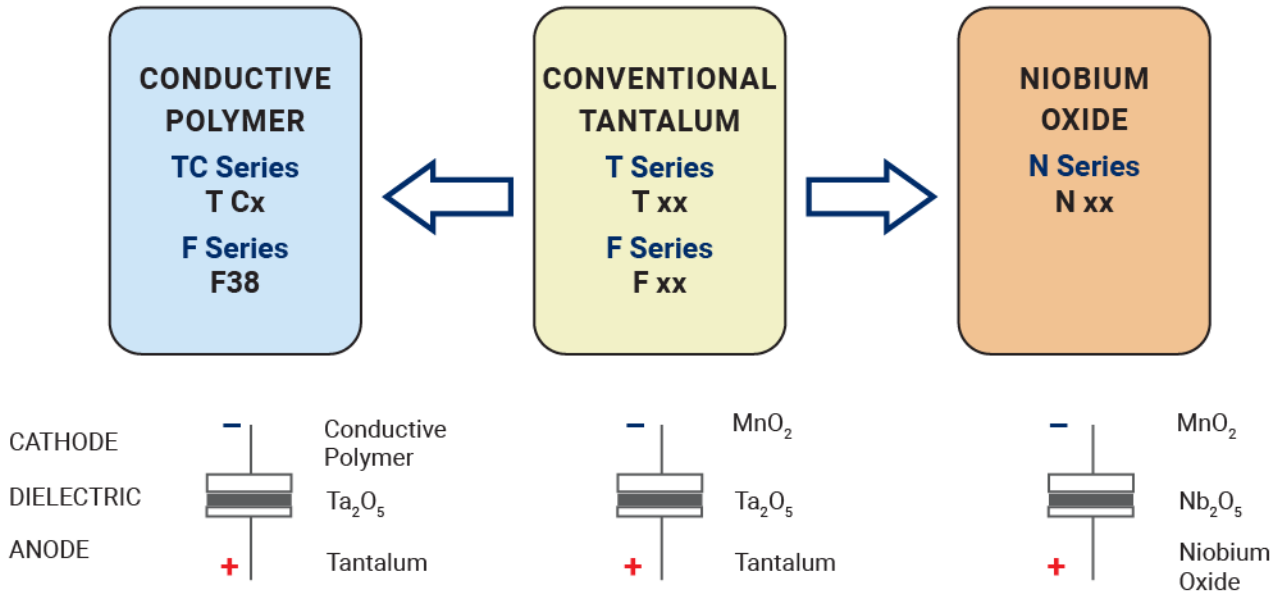 CONDUCTIVE
POLYMER
TC Series
T Cx
F Series
F38
CONVENTIONAL
TANTALUM
T Series
T xx
F Series
F xx
NIOBIUM
OXIDE
N Series
N xx
CATHODE
DIELECTRIC
ANODE
−
Conductive
Polymer
Ta₂O₅
+
Tantalum
−
MnO₂
Ta₂O₅
+
Tantalum
−
MnO₂
Nb₂O₅
+
Niobium
Oxide